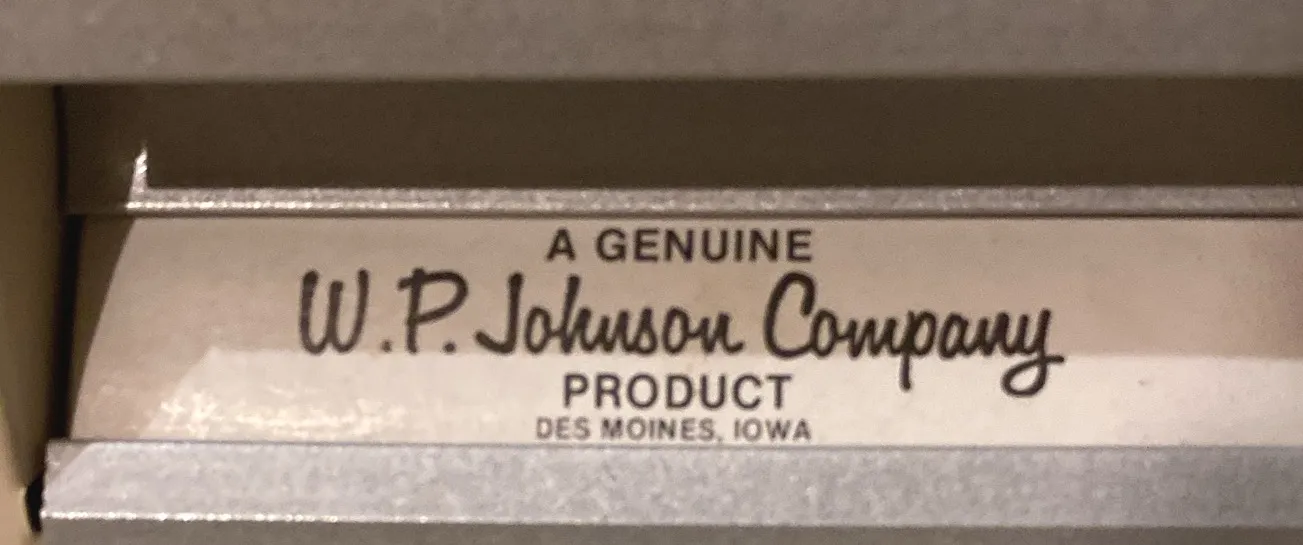 A GENUINE
W.P. Johnson Company
PRODUCT
DES MOINES, IOWA